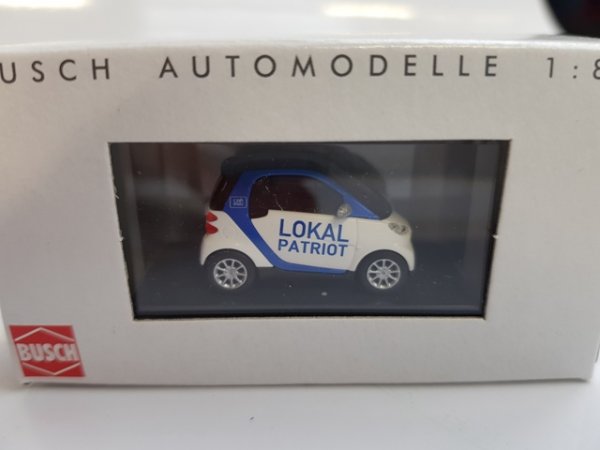 USCH AUTOMODELLE 1:8
LOKAL
PATRIOT
BUSCH